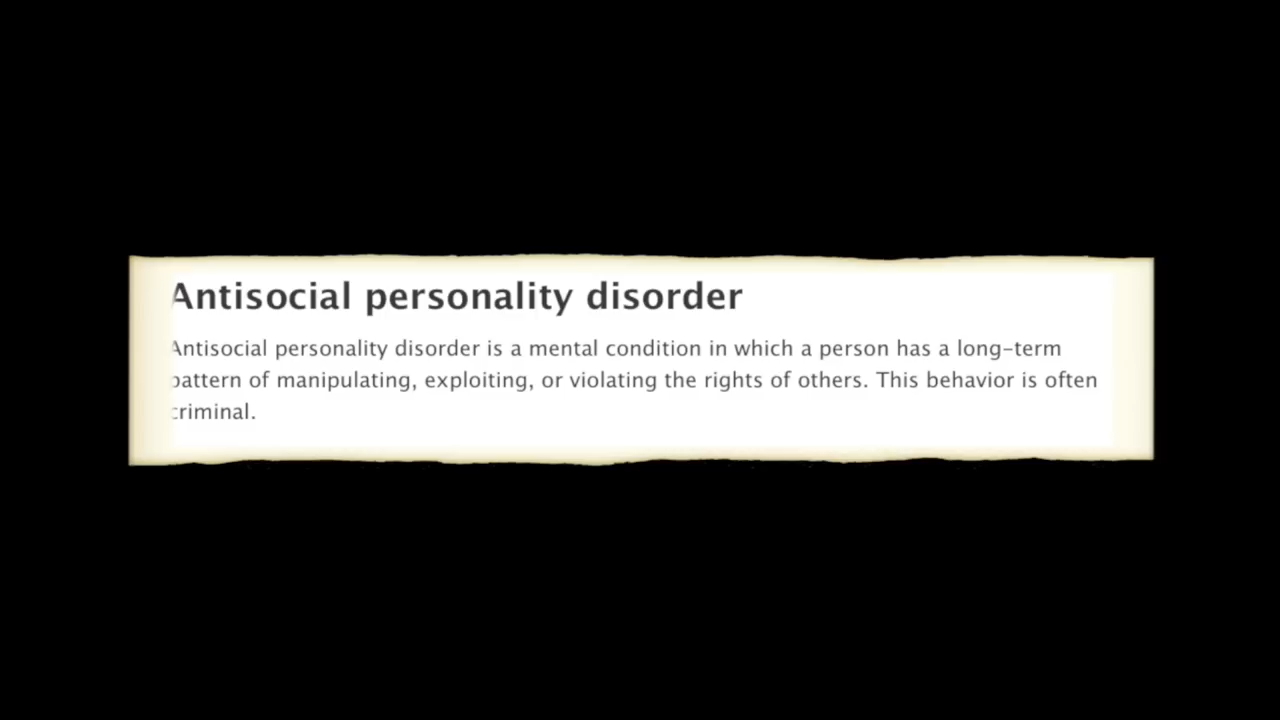 Antisocial personality disorder
Antisocial personality disorder is a mental condition in which a person has a long-term
pattern of manipulating, exploiting, or violating the rights of others. This behavior is often
criminal.